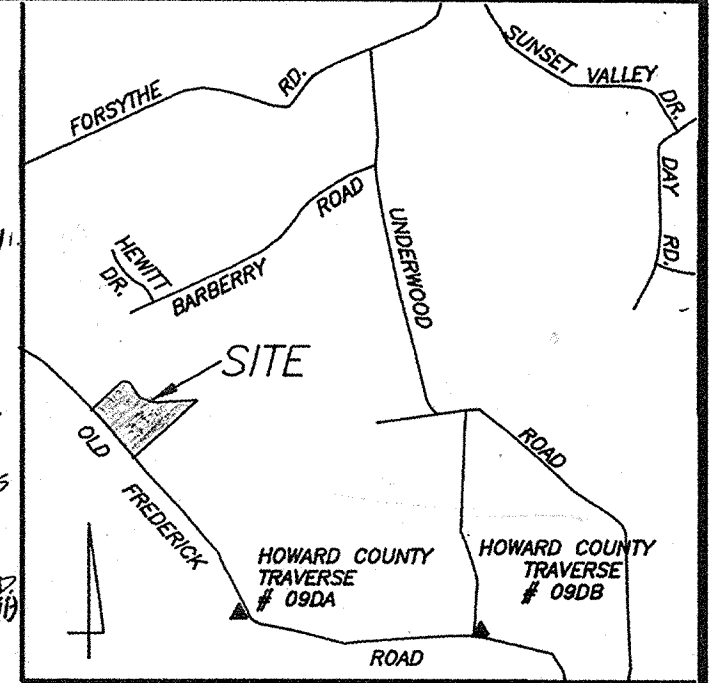 FORSYTHE RD.
SUNSET VALLEY DR.
DAY RD.
BARBERRY ROAD
HEWITT DR.
UNDERWOOD ROAD
SITE
OLD FREDERICK ROAD
HOWARD COUNTY
TRAVERSE
# 09DA
HOWARD COUNTY
TRAVERSE
# 09DB